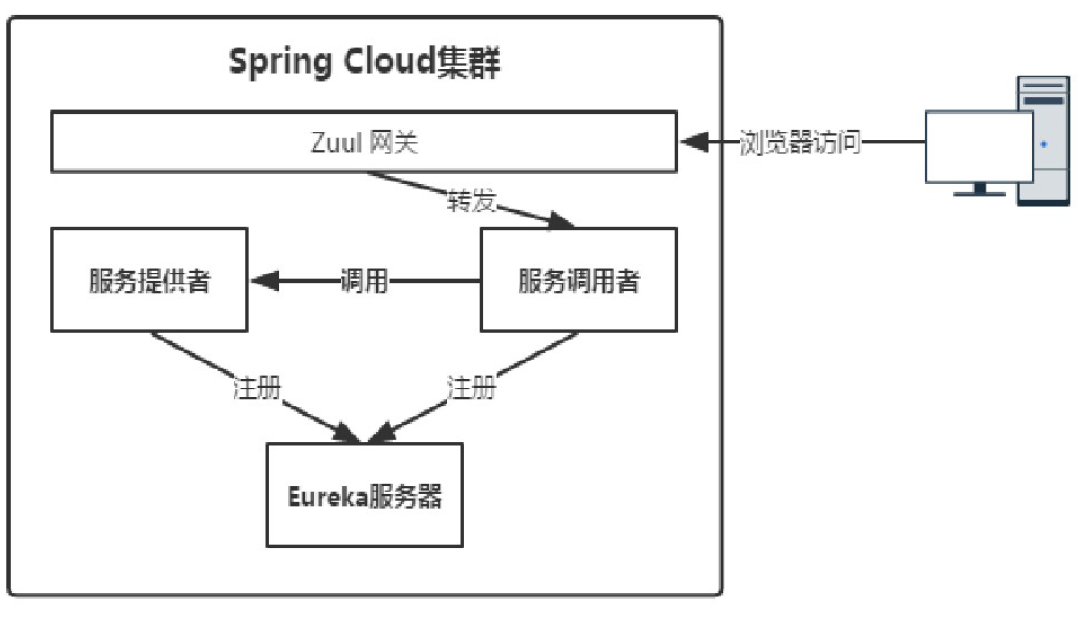 Spring Cloud集群
Zuul 网关
浏览器访问
转发
服务提供者
调用
服务调用者
注册
注册
Eureka服务器